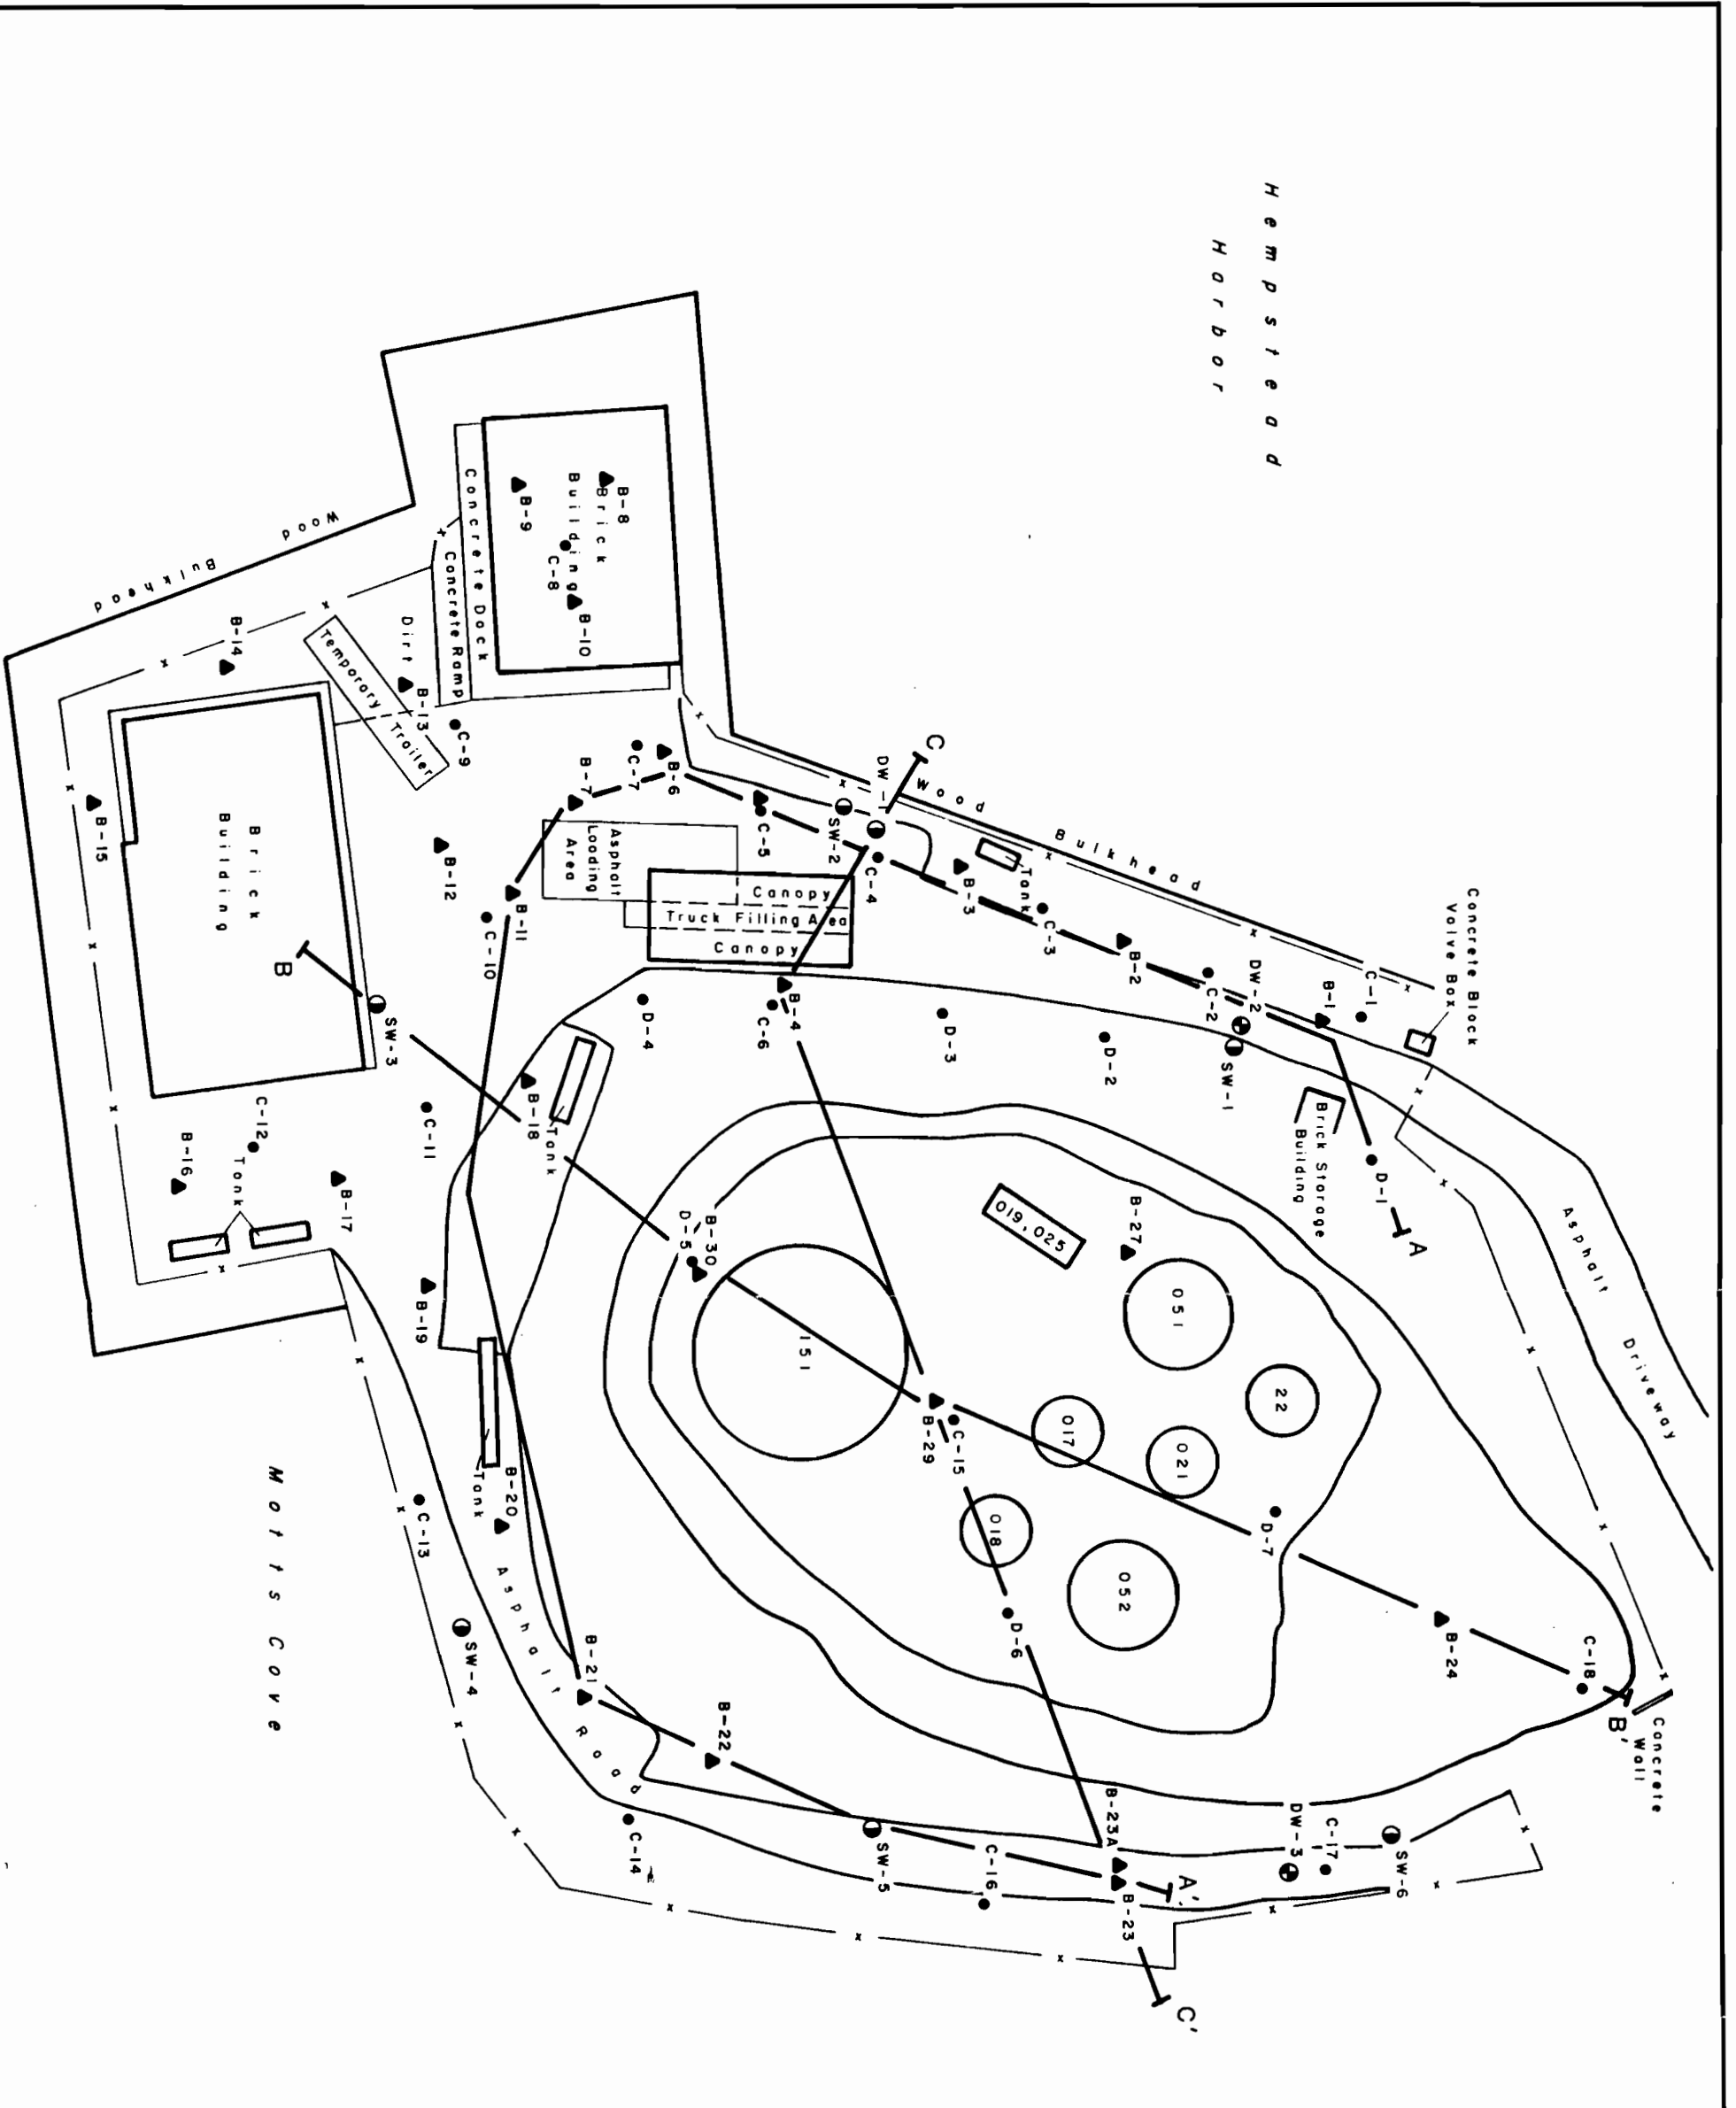 Hempstead
Harbor
Concrete Block
Valve Box
C-1
B-1
DW-2
C-2
SW-1
B-2
C-3
Tank
B-3
C-4
Wood
Bulkhead
C
DW-1
SW-2
C-5
B-6
C-7
B-7
A
D-1
Brick Storage
Building
Asphalt
Driveway
D-2
D-3
B-4
C-6
D-4
Canopy
Truck Filling Area
Canopy
Asphalt
Loading
Area
B-11
C-10
B-12
C-9
B-8
Brick
Building
B-9
C-8
B-10
Concrete Dock
Concrete Ramp
Dirt
B-13
Temporary Trailer
B-14
Wood
Bulkhead
B-15
Brick
Building
B
SW-3
C-11
B-18
Tank
C-12
Tank
B-16
B-17
B-19
D-5
B-30
151
019,025
B-27
051
22
021
017
C-15
B-29
018
052
D-6
D-7
B-24
C-18
B'
Concrete
Wall
Tank
B-20
C-13
Asphalt Road
SW-4
B-21
B-22
C-14
SW-5
C-16
B-23A
B-23
A'
C'
DW-3
C-17
SW-6
Motts Cove